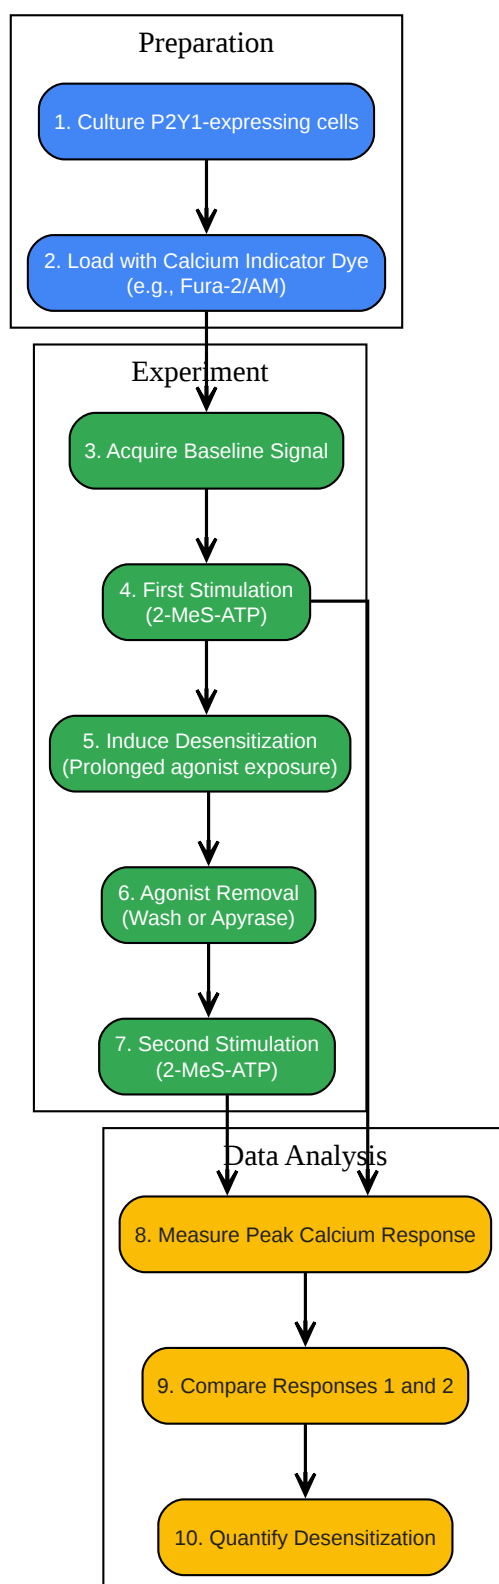 Preparation
1. Culture P2Y1-expressing cells
2. Load with Calcium Indicator Dye
(e.g., Fura-2/AM)
Experiment
3. Acquire Baseline Signal
4. First Stimulation
(2-MeS-ATP)
5. Induce Desensitization
(Prolonged agonist exposure)
6. Agonist Removal
(Wash or Apyrase)
7. Second Stimulation
(2-MeS-ATP)
Data Analysis
8. Measure Peak Calcium Response
9. Compare Responses 1 and 2
10. Quantify Desensitization